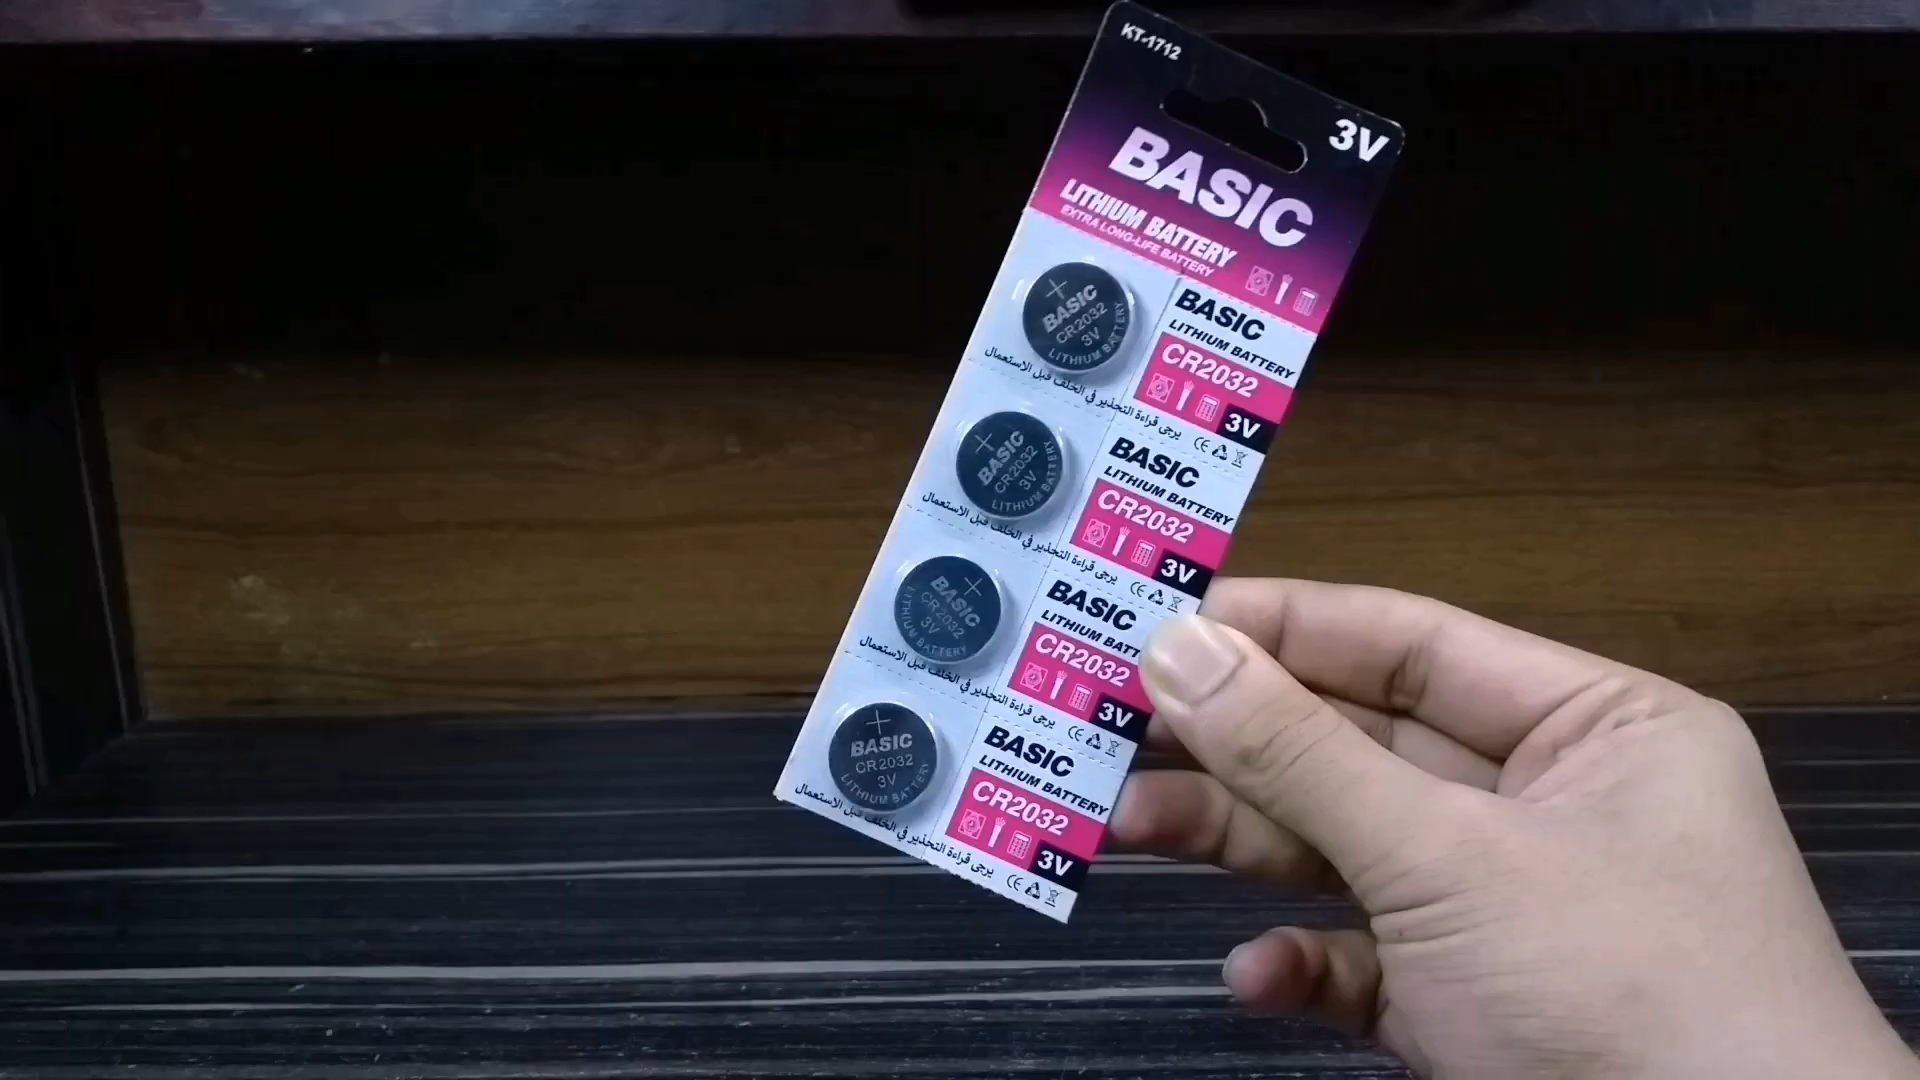 KT-1712
3V
BASIC
LITHIUM BATTERY
EXTRA LONG-LIFE BATTERY
BASIC
CR2032
3V
LITHIUM BATTERY
BASIC
LITHIUM BATTERY
CR2032
3V
يرجى قراءة التحذير في الخلف قبل الاستعمال
CE
BASIC
CR2032
3V
LITHIUM BATTERY
BASIC
LITHIUM BATTERY
CR2032
3V
يرجى قراءة التحذير في الخلف قبل الاستعمال
CE
BASIC
CR2032
3V
LITHIUM BATTERY
BASIC
LITHIUM BATT
CR2032
3V
يرجى قراءة التحذير في الخلف قبل الاستعمال
CE
BASIC
CR2032
3V
LITHIUM BATTERY
BASIC
LITHIUM BATTERY
CR2032
3V
يرجى قراءة التحذير في الخلف قبل الاستعمال
CE